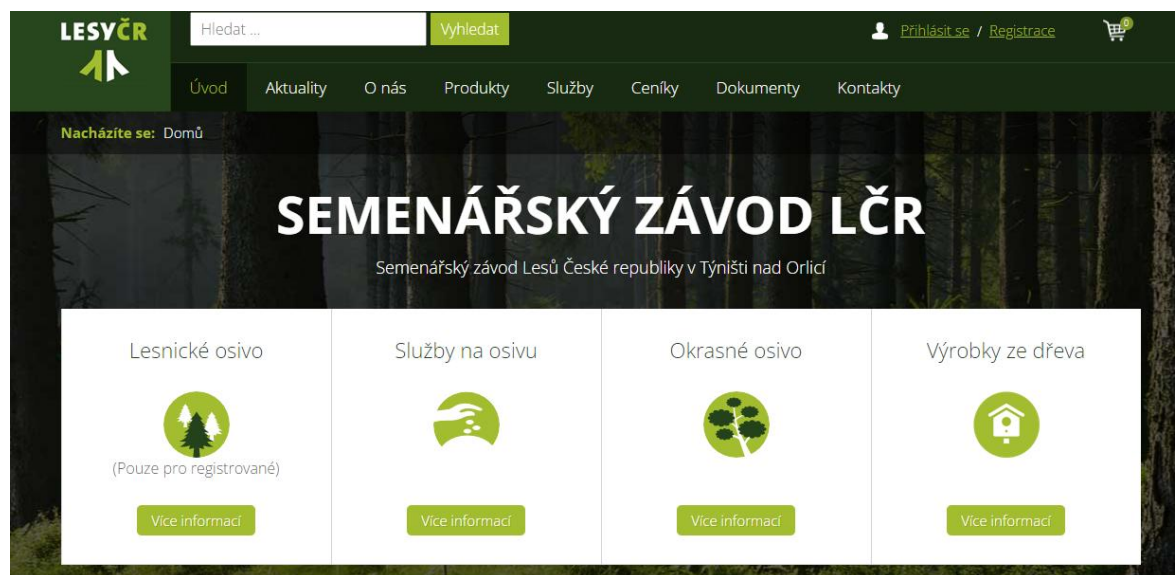 LESYČR
Hledat ...
Vyhledat
Přihlásit se / Registrace
0
Úvod Aktuality O nás Produkty Služby Ceníky Dokumenty Kontakty
Nacházíte se: Domů
SEMENÁŘSKÝ ZÁVOD LČR
Semenářský závod Lesů České republiky v Týništi nad Orlicí
Lesnické osivo
(Pouze pro registrované)
Více informací
Služby na osivu
Více informací
Okrasné osivo
Více informací
Výrobky ze dřeva
Více informací